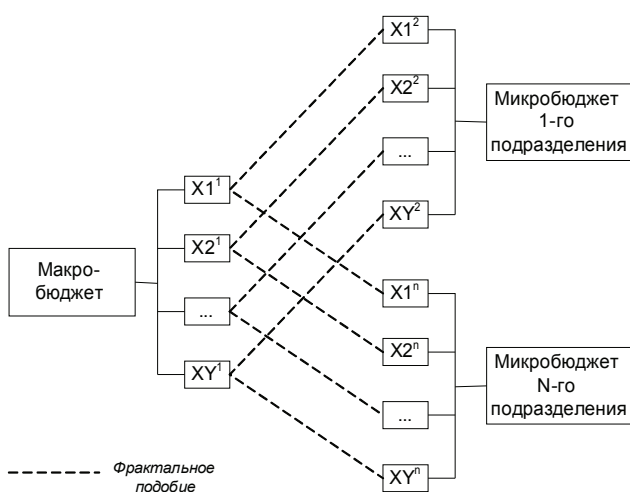 X1²
X2²
...
XY²
Микробюджет
1-го
подразделения
X1¹
X2¹
...
XY¹
Макро-
бюджет
X1ⁿ
X2ⁿ
...
XYⁿ
Микробюджет
N-го
подразделения
Фрактальное
подобие